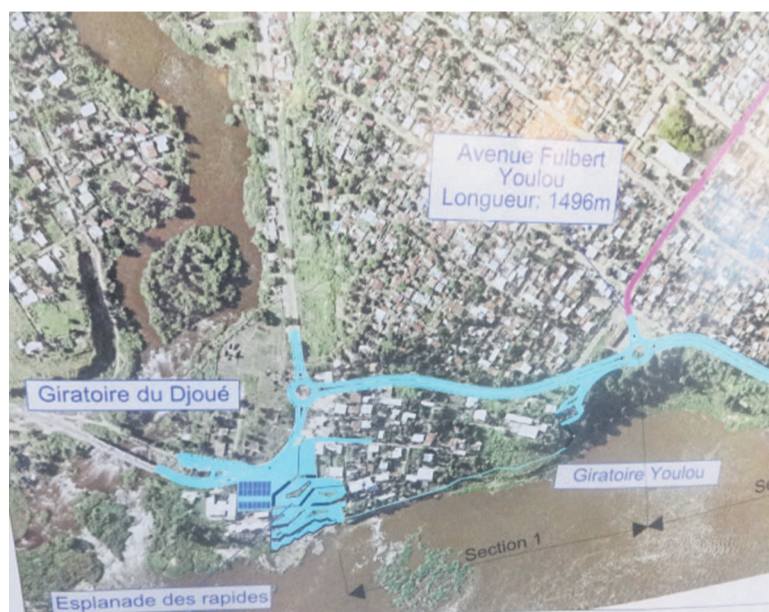 Avenue Fulbert
Youlou
Longueur: 1496m
Giratoire du Djoué
Giratoire Youlou
Section 1
Esplanade des rapides